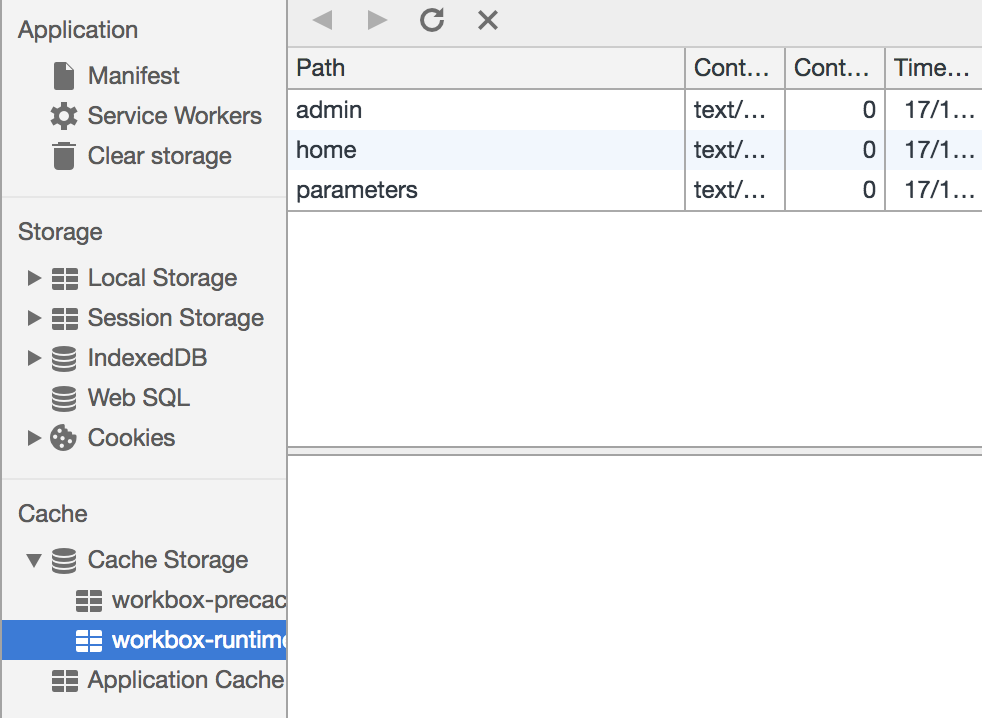 Application
Manifest
Service Workers
Clear storage
Storage
Local Storage
Session Storage
IndexedDB
Web SQL
Cookies
Cache
Cache Storage
workbox-precac
workbox-runtime
Application Cache
Path Cont... Cont... Time...
admin text/... 0 17/1...
home text/... 0 17/1...
parameters text/... 0 17/1...